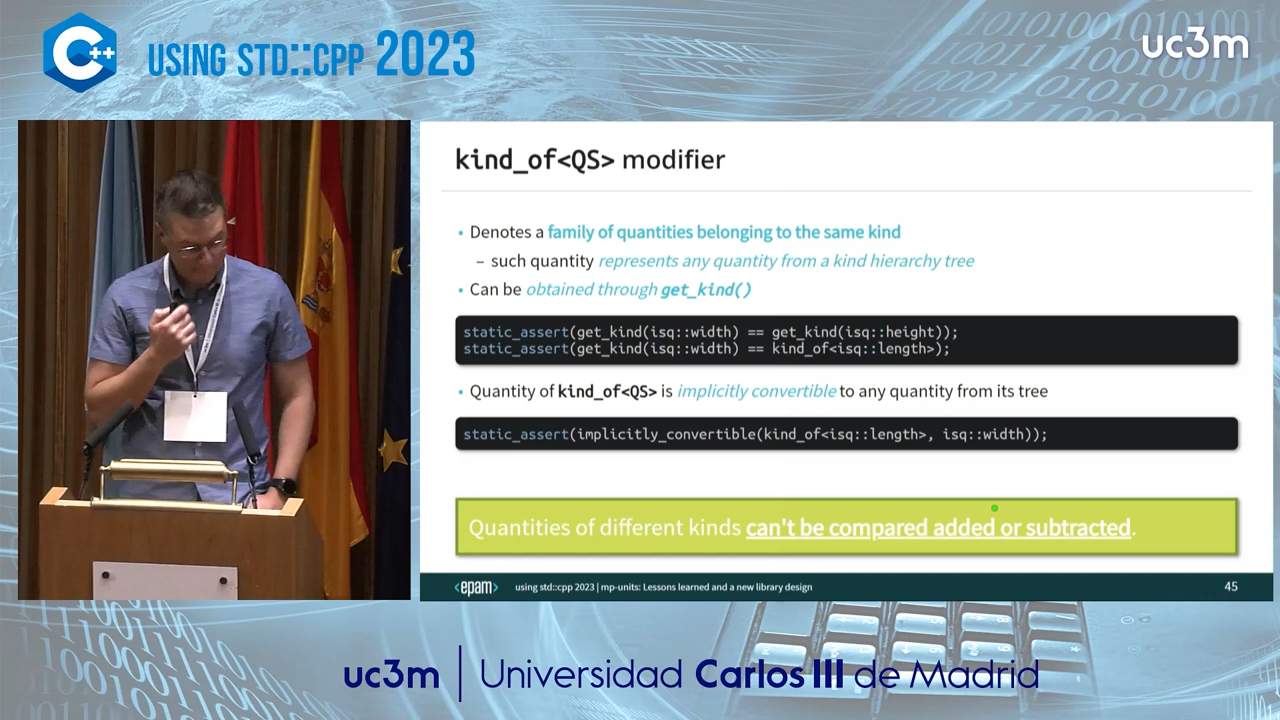 C++
USING STD::CPP 2023
uc3m
kind_of<QS> modifier
• Denotes a family of quantities belonging to the same kind
– such quantity represents any quantity from a kind hierarchy tree
• Can be obtained through get_kind()
static_assert(get_kind(isq::width) == get_kind(isq::height));
static_assert(get_kind(isq::width) == kind_of<isq::length>);
• Quantity of kind_of<QS> is implicitly convertible to any quantity from its tree
static_assert(implicitly_convertible(kind_of<isq::length>, isq::width));
Quantities of different kinds can't be compared added or subtracted.
<epam>
using std::cpp 2023 | mp-units: Lessons learned and a new library design
45
uc3m | Universidad Carlos III de Madrid